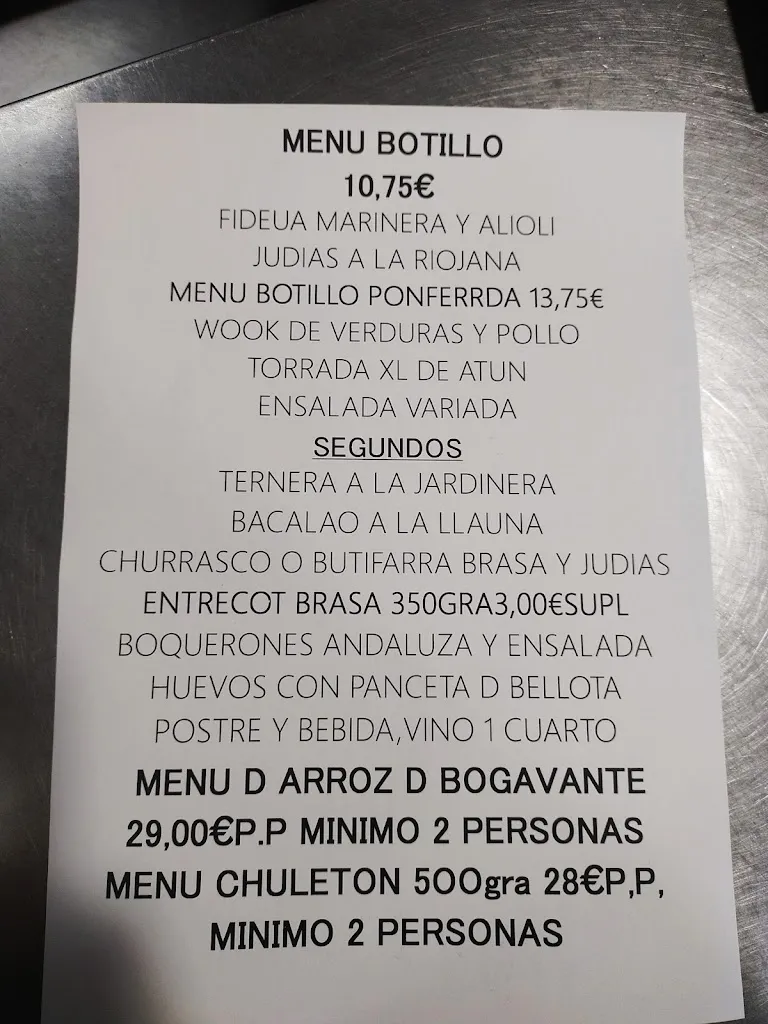 MENU BOTILLO
10,75€
FIDEUA MARINERA Y ALIOLI
JUDIAS A LA RIOJANA
MENU BOTILLO PONFERRDA 13,75€
WOOK DE VERDURAS Y POLLO
TORRADA XL DE ATUN
ENSALADA VARIADA
SEGUNDOS
TERNERA A LA JARDINERA
BACALAO A LA LLAUNA
CHURRASCO O BUTIFARRA BRASA Y JUDIAS
ENTRECOT BRASA 350GRA3,00€SUPL
BOQUERONES ANDALUZA Y ENSALADA
HUEVOS CON PANCETA D BELLOTA
POSTRE Y BEBIDA,VINO 1 CUARTO
MENU D ARROZ D BOGAVANTE
29,00€P.P MINIMO 2 PERSONAS
MENU CHULETON 500gra 28€P,P,
MINIMO 2 PERSONAS